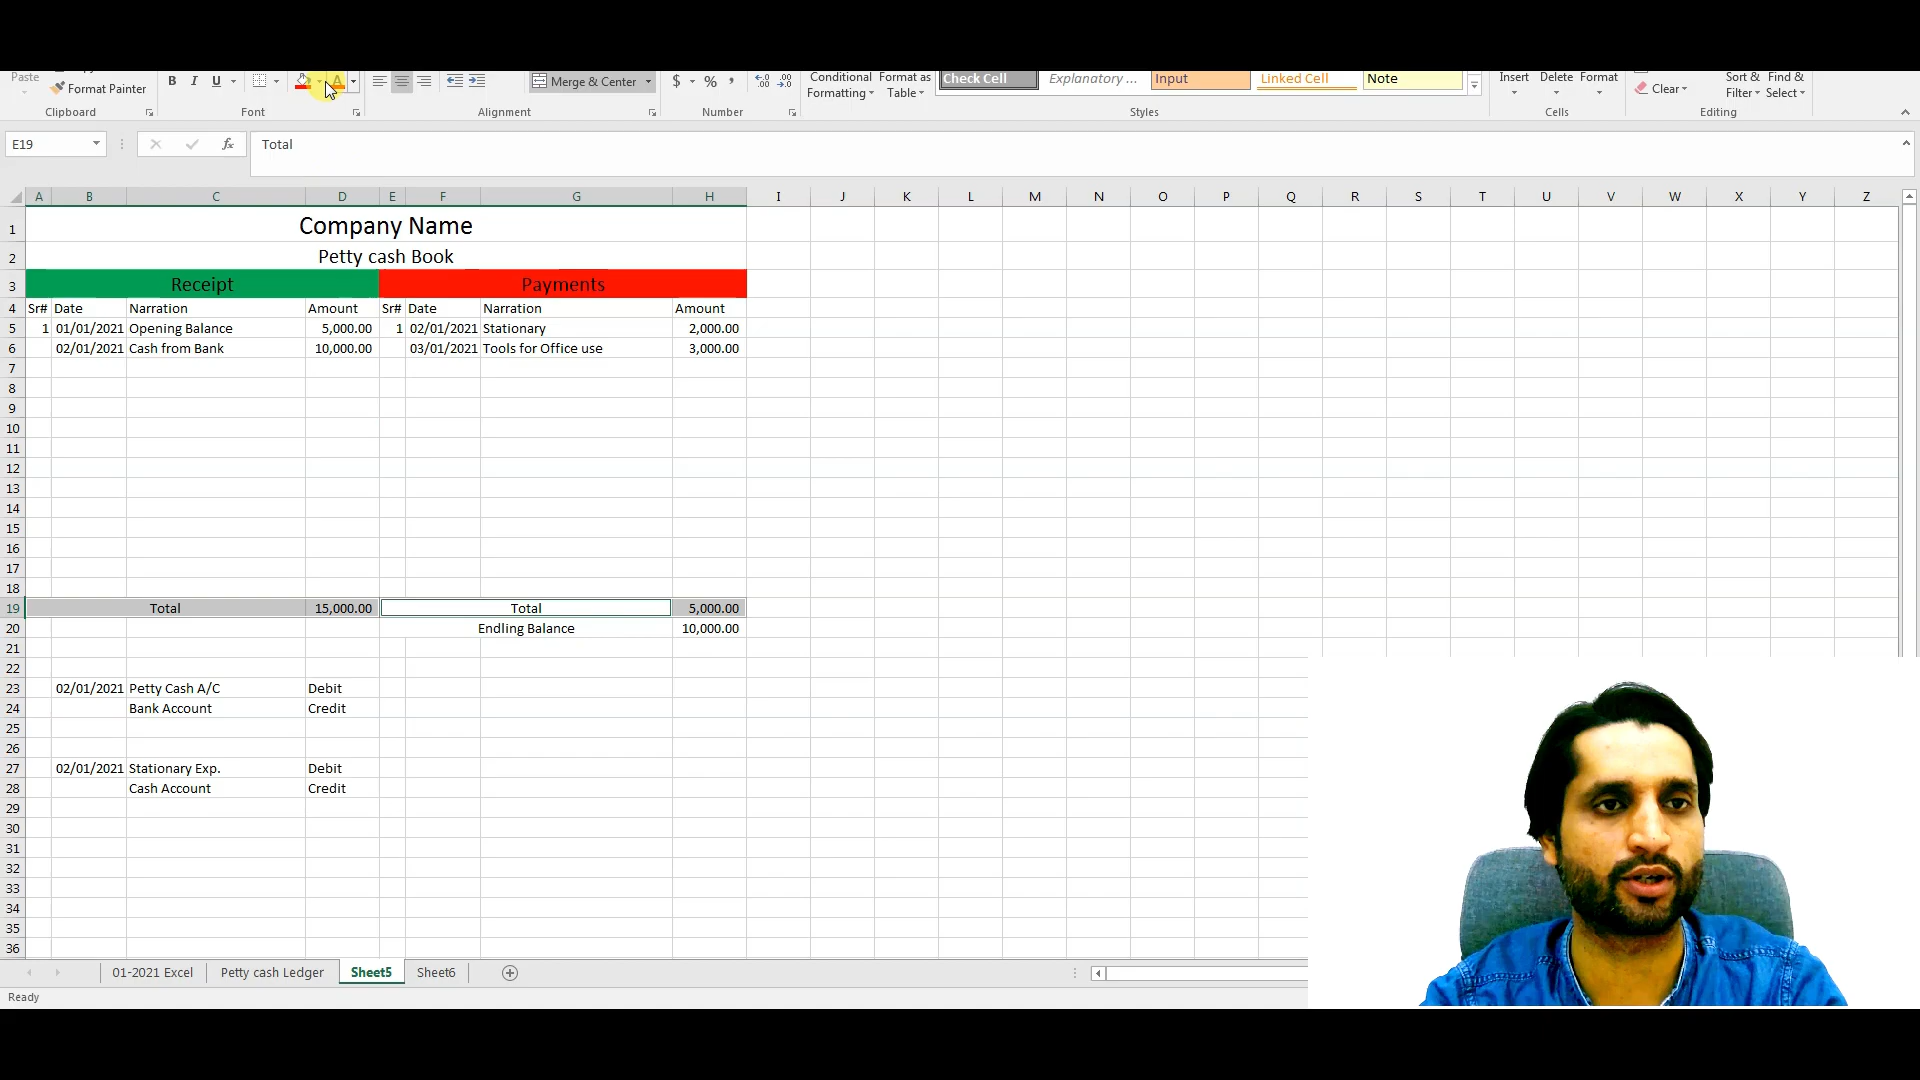 Paste
Format Painter
B I U
A
Merge & Center
$ % ,
Conditional Formatting
Format as Table
Check Cell
Explanatory ...
Input
Linked Cell
Note
Insert
Delete
Format
Clear
Sort & Filter
Find & Select
Clipboard
Font
Alignment
Number
Styles
Cells
Editing
E19
fx
Total
A B C D E F G H I J K L M N O P Q R S T U V W X Y Z
1 Company Name
2 Petty cash Book
3 Receipt Payments
4 Sr# Date Narration Amount Sr# Date Narration Amount
5 1 01/01/2021 Opening Balance 5,000.00 1 02/01/2021 Stationary 2,000.00
6 02/01/2021 Cash from Bank 10,000.00 03/01/2021 Tools for Office use 3,000.00
7
8
9
10
11
12
13
14
15
16
17
18
19 Total 15,000.00 Total 5,000.00
20 Endling Balance 10,000.00
21
22
23 02/01/2021 Petty Cash A/C Debit
24 Bank Account Credit
25
26
27 02/01/2021 Stationary Exp. Debit
28 Cash Account Credit
29
30
31
32
33
34
35
36
01-2021 Excel Petty cash Ledger Sheet5 Sheet6
Ready